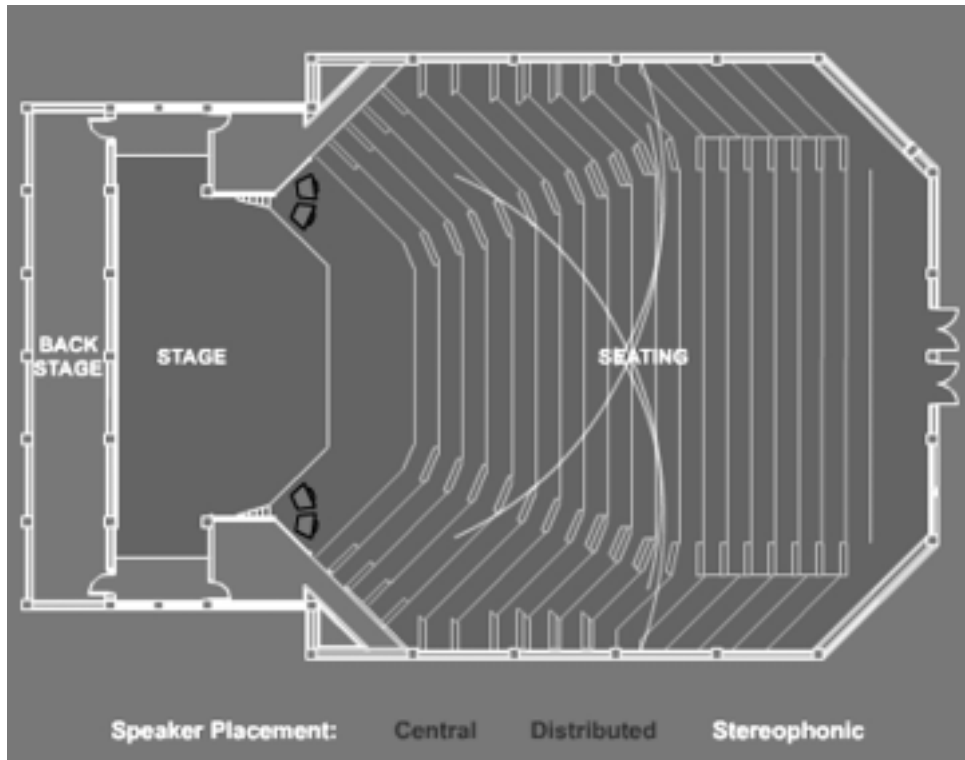 BACK
STAGE
STAGE
SEATING
Speaker Placement: Central Distributed Stereophonic